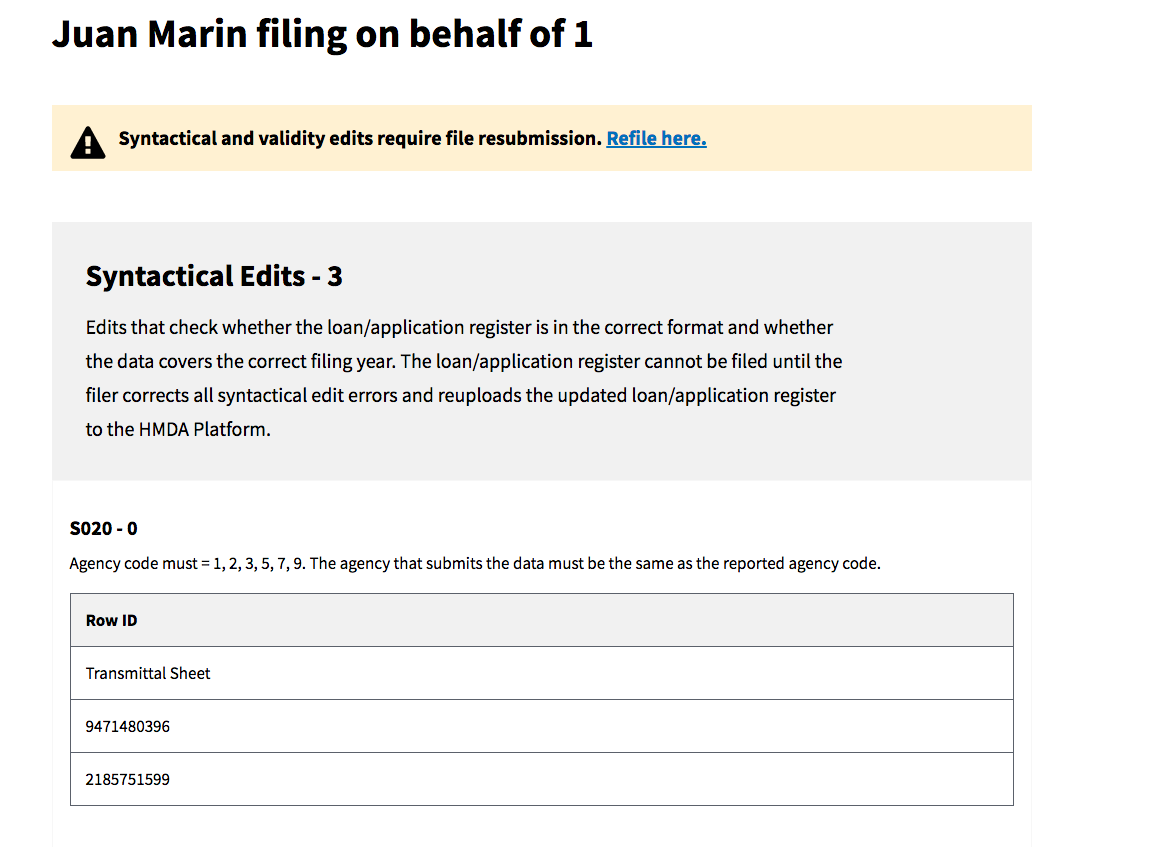 Juan Marin filing on behalf of 1
Syntactical and validity edits require file resubmission. Refile here.
Syntactical Edits - 3
Edits that check whether the loan/application register is in the correct format and whether
the data covers the correct filing year. The loan/application register cannot be filed until the
filer corrects all syntactical edit errors and reuploads the updated loan/application register
to the HMDA Platform.
S020 - 0
Agency code must = 1, 2, 3, 5, 7, 9. The agency that submits the data must be the same as the reported agency code.
Row ID
Transmittal Sheet
9471480396
2185751599